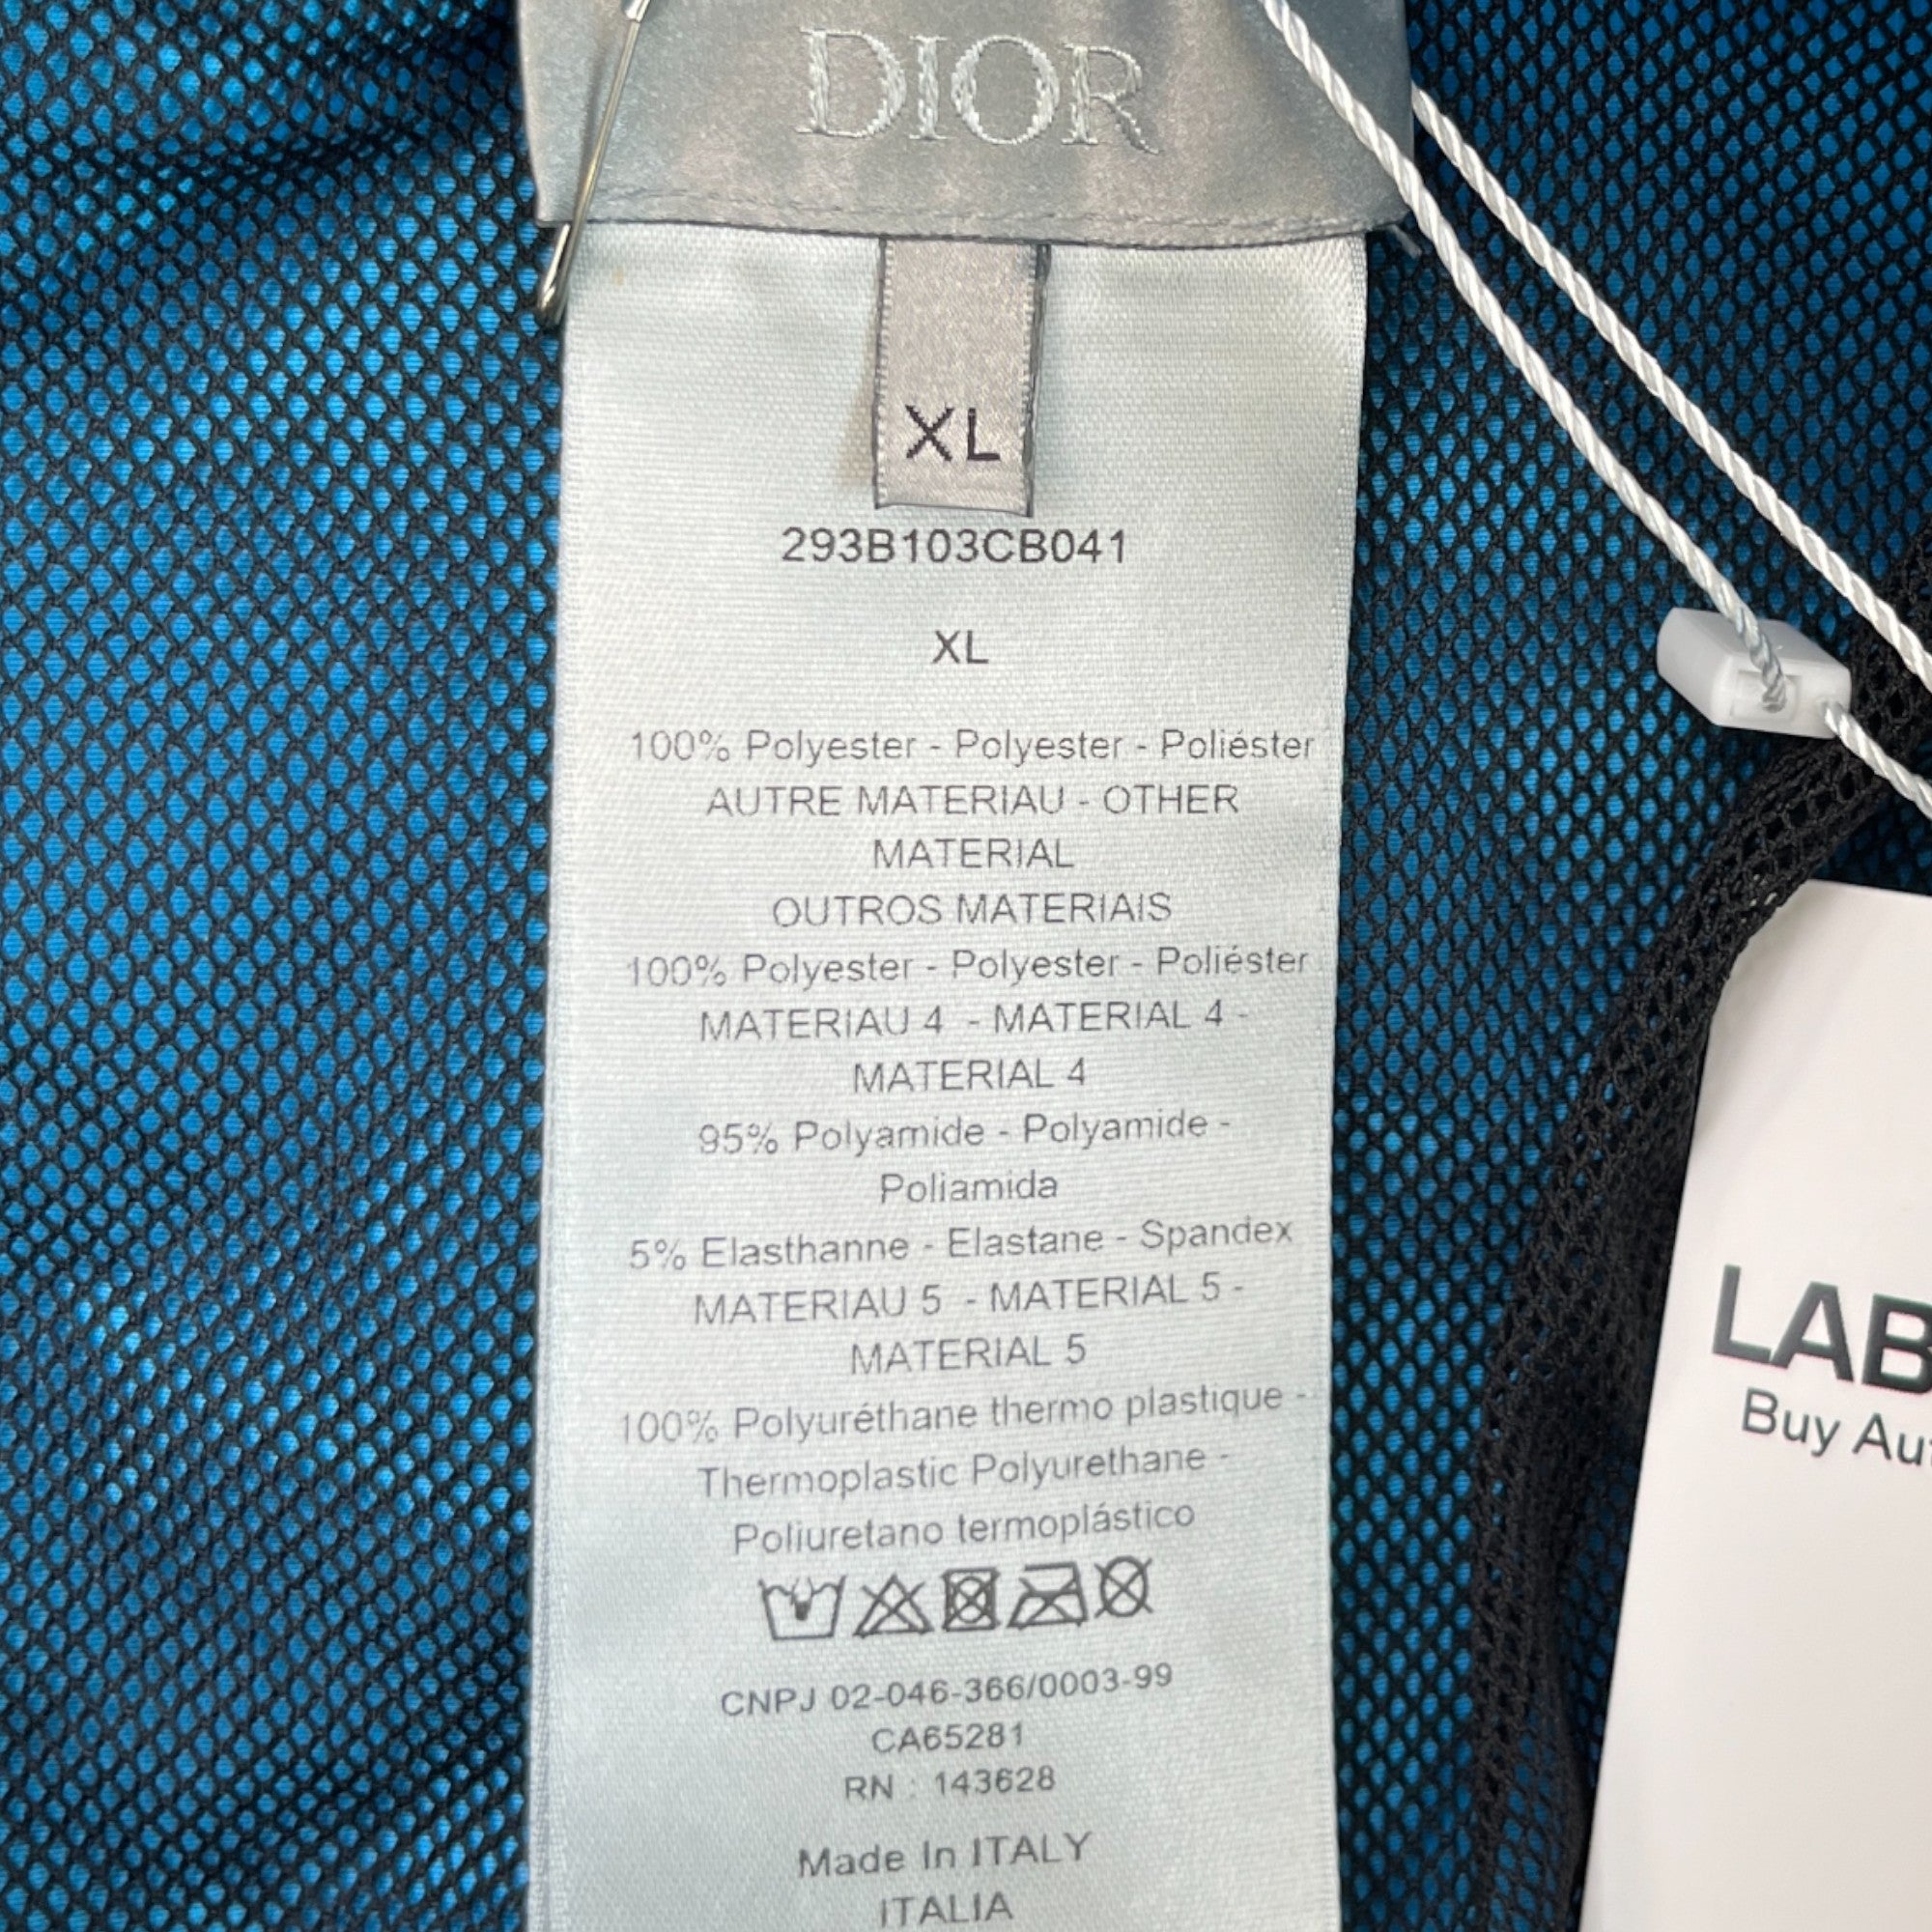 DIOR
XL
293B103CB041
XL
100% Polyester - Polyester - Poliéster
AUTRE MATERIAU - OTHER
MATERIAL
OUTROS MATERIAIS
100% Polyester - Polyester - Poliéster
MATERIAU 4 - MATERIAL 4 -
MATERIAL 4
95% Polyamide - Polyamide -
Poliamida
5% Elasthanne - Elastane - Spandex
MATERIAU 5 - MATERIAL 5 -
MATERIAL 5
100% Polyuréthane thermo plastique -
Thermoplastic Polyurethane -
Poliuretano termoplástico
CNPJ 02-046-366/0003-99
CA65281
RN : 143628
Made In ITALY
ITALIA
LAB
Buy Au